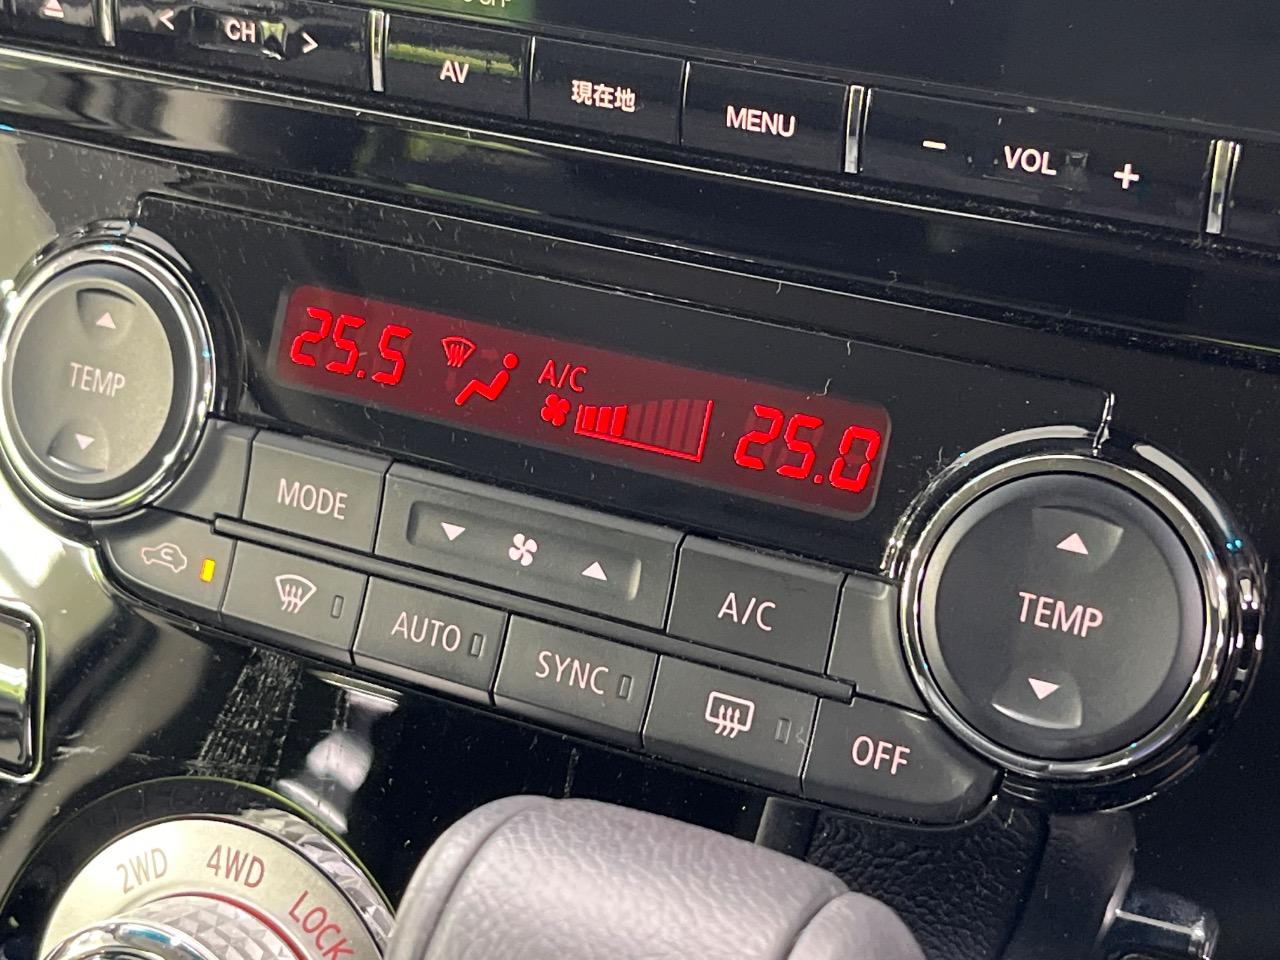 < CH >
AV
現在地
MENU
− VOL +
TEMP
25.5
A/C
25.0
MODE
A/C
TEMP
AUTO
SYNC
OFF
2WD
4WD
LOCK